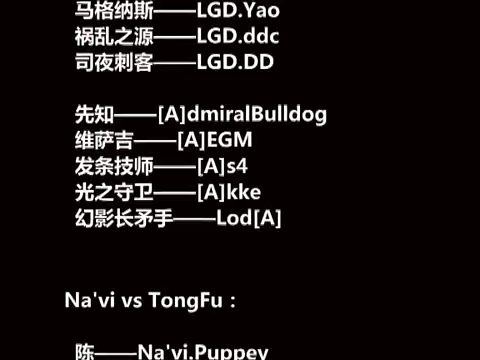 马格纳斯——LGD.Yao
祸乱之源——LGD.ddc
司夜刺客——LGD.DD
先知——[A]dmiralBulldog
维萨吉——[A]EGM
发条技师——[A]s4
光之守卫——[A]kke
幻影长矛手——Lod[A]
Na'vi vs TongFu：
陈——Na'vi.Puppey